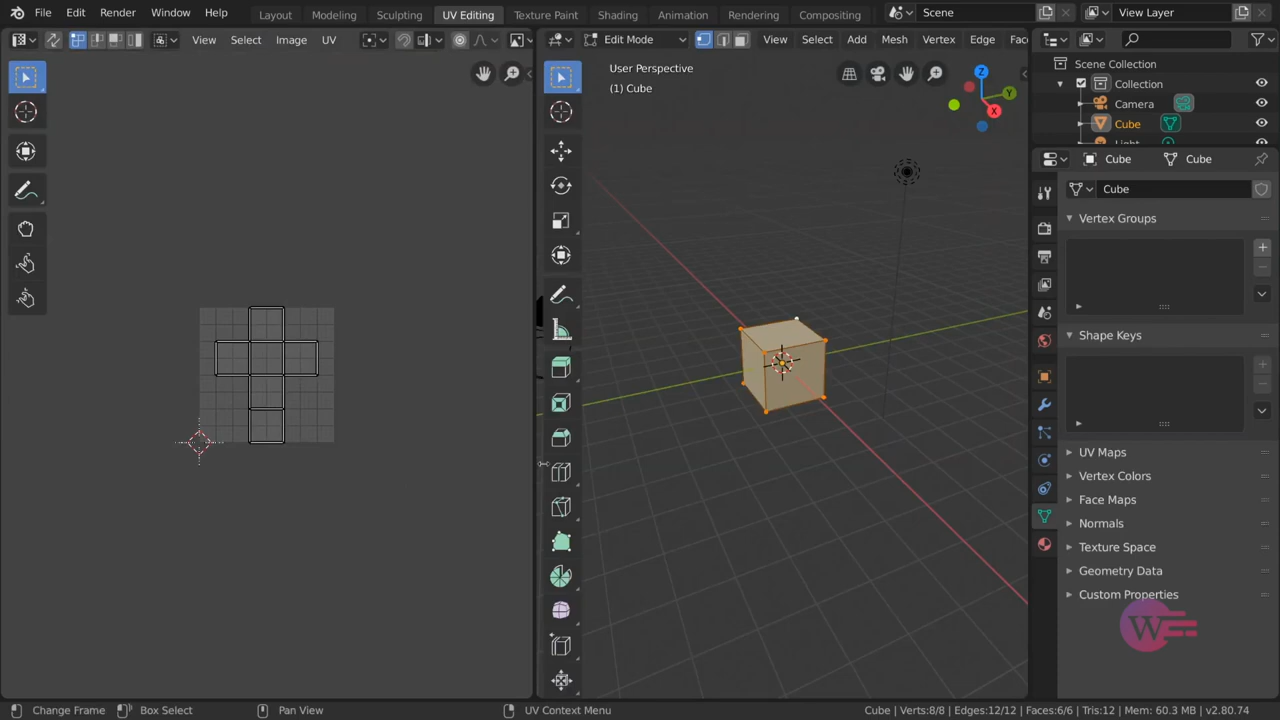 File Edit Render Window Help Layout Modeling Sculpting UV Editing Texture Paint Shading Animation Rendering Compositing Scene View Layer
View Select Image UV Edit Mode View Select Add Mesh Vertex Edge Fac
User Perspective
(1) Cube
Z
Y
X
Scene Collection
Collection
Camera
Cube
Light
Cube Cube
Cube
Vertex Groups
Shape Keys
UV Maps
Vertex Colors
Face Maps
Normals
Texture Space
Geometry Data
Custom Properties
W
Change Frame Box Select Pan View UV Context Menu Cube | Verts:8/8 | Edges:12/12 | Faces:6/6 | Tris:12 | Mem: 60.3 MB | v2.80.74